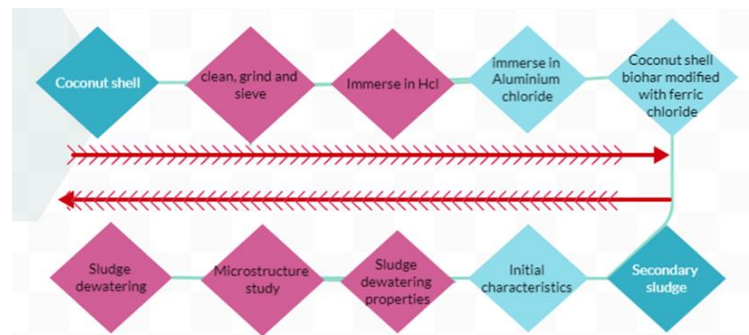 Coconut shell
clean, grind and
sieve
Immerse in Hcl
immerse in
Aluminium
chloride
Coconut shell
biohar modified
with ferric
chloride
Sludge
dewatering
Microstructure
study
Sludge
dewatering
properties
Initial
characteristics
Secondary
sludge